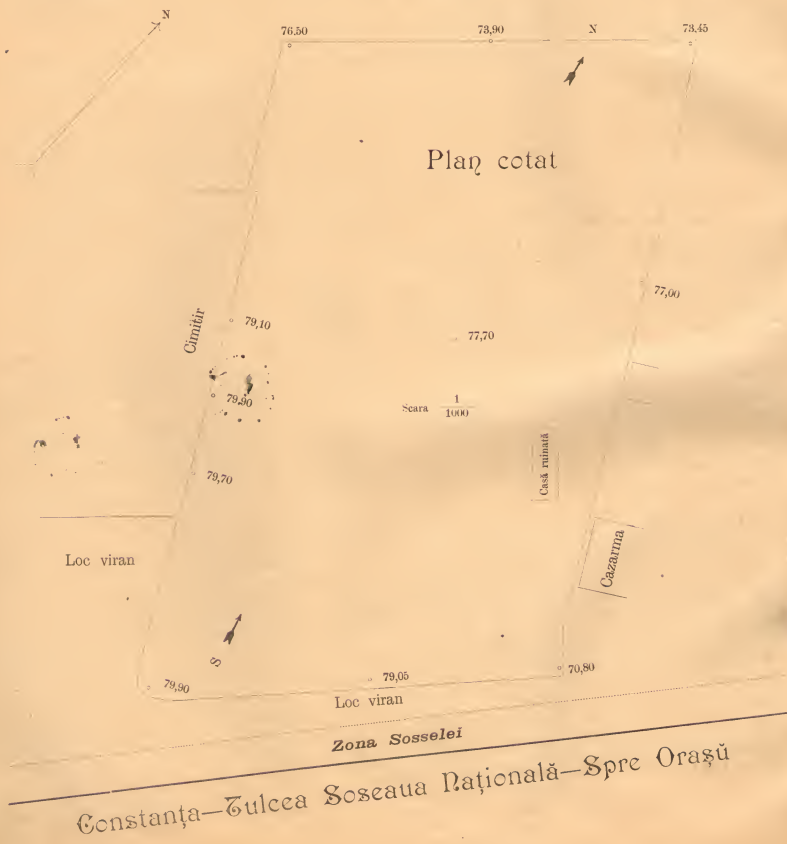 N
76.50
73,90
N
73.45
Plan cotat
77,00
Cimitir
79,10
77,70
79,90
Scara 1/1000
Casă ruinată
79,70
Loc viran
Cazarma
S
79,90
79,05
70,80
Loc viran
Zona Sosselei
Constanța—Tulcea Soseaua Națională—Spre Orașŭ